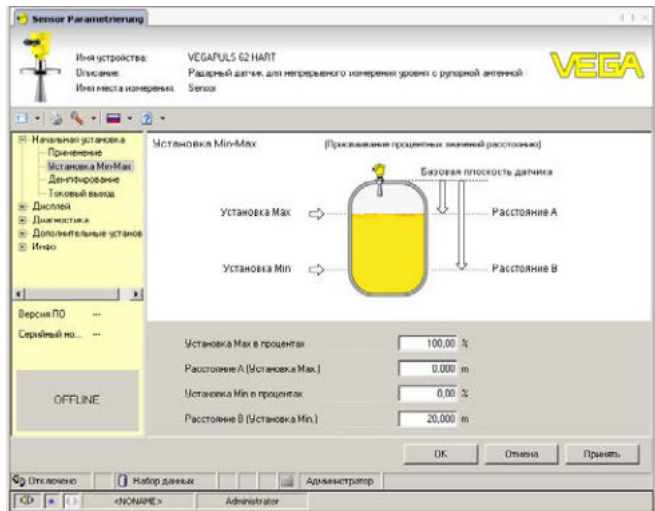 Sensor Parametrierung
Имя устройства: VEGAPULS 62 HART
Описание: Радарный датчик для непрерывного измерения уровня с рупорной антенной
Имя места измерения: Sensor
VEGA
Начальная установка
Применение
Установка Min-Max
Демпфирование
Токовый выход
Дисплей
Диагностика
Дополнительные установ
Инфо
Версия ПО ---
Серийный но... ---
OFFLINE
Установка Min-Max (Присваивание процентных значений расстоянию)
Базовая плоскость датчика
Установка Max
Расстояние A
Установка Min
Расстояние B
Установка Max в процентах 100,00 %
Расстояние A (Установка Max.) 0,000 m
Установка Min в процентах 0,00 %
Расстояние B (Установка Min.) 20,000 m
OK Отмена Принять
Отключено Набор данных Администратор
<NONAME> Administrator